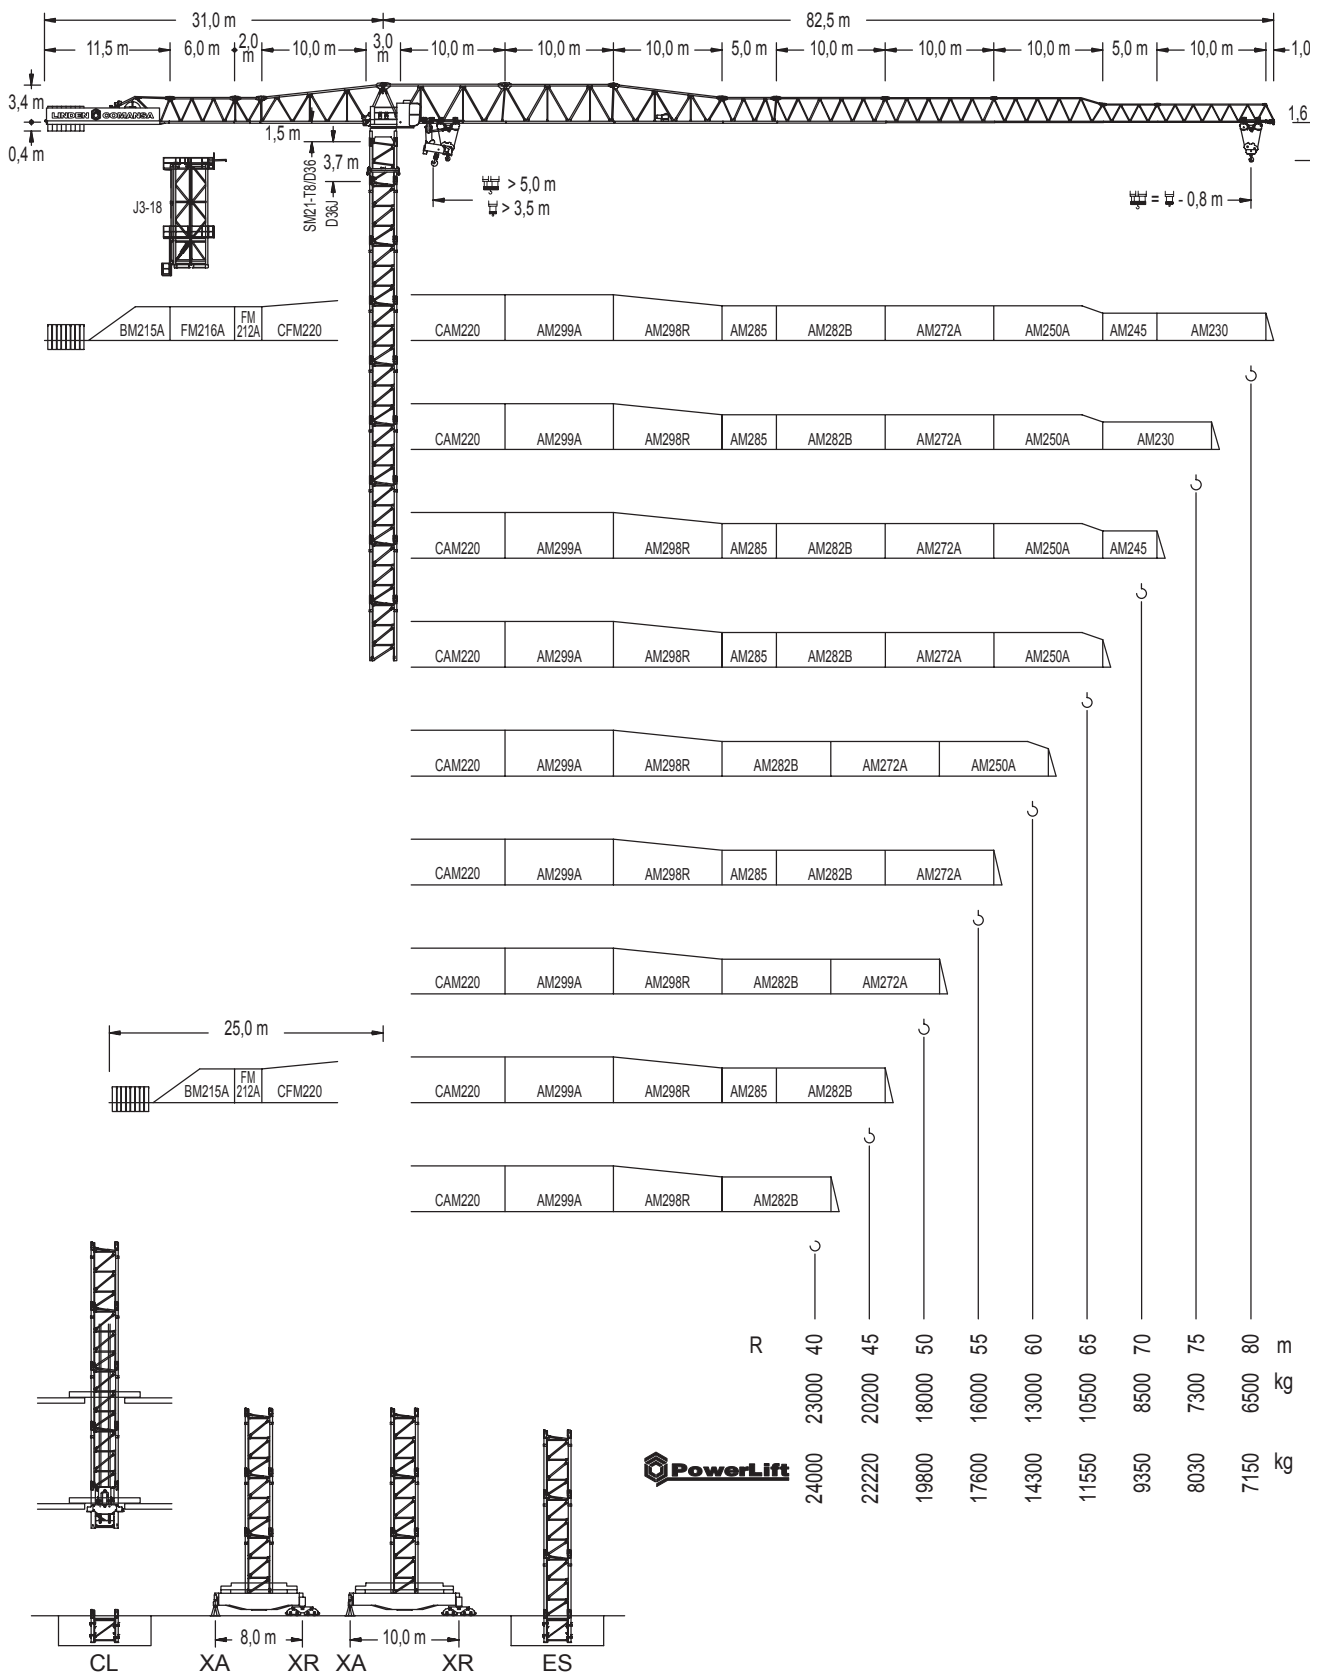 31,0 m 82,5 m
11,5 m 6,0 m 2,0 m 10,0 m 3,0 m 10,0 m 10,0 m 10,0 m 5,0 m 10,0 m 10,0 m 10,0 m 5,0 m 10,0 m 1,0
3,4 m
LINDEN COMANSA
1,5 m
1.6
0,4 m
3,7 m
SM21-T8/D36
D36J
J3-18
> 5,0 m
> 3,5 m
= - 0,8 m
BM215A FM216A FM 212A CFM220 CAM220 AM299A AM298R AM285 AM282B AM272A AM250A AM245 AM230
CAM220 AM299A AM298R AM285 AM282B AM272A AM250A AM230
CAM220 AM299A AM298R AM285 AM282B AM272A AM250A AM245
CAM220 AM299A AM298R AM285 AM282B AM272A AM250A
CAM220 AM299A AM298R AM282B AM272A AM250A
CAM220 AM299A AM298R AM285 AM282B AM272A
CAM220 AM299A AM298R AM282B AM272A
25,0 m
BM215A FM 212A CFM220 CAM220 AM299A AM298R AM285 AM282B
CAM220 AM299A AM298R AM282B
R 40 45 50 55 60 65 70 75 80 m
23000 20200 18000 16000 13000 10500 8500 7300 6500 kg
PowerLift 24000 22220 19800 17600 14300 11550 9350 8030 7150 kg
8,0 m 10,0 m
CL XA XR XA XR ES